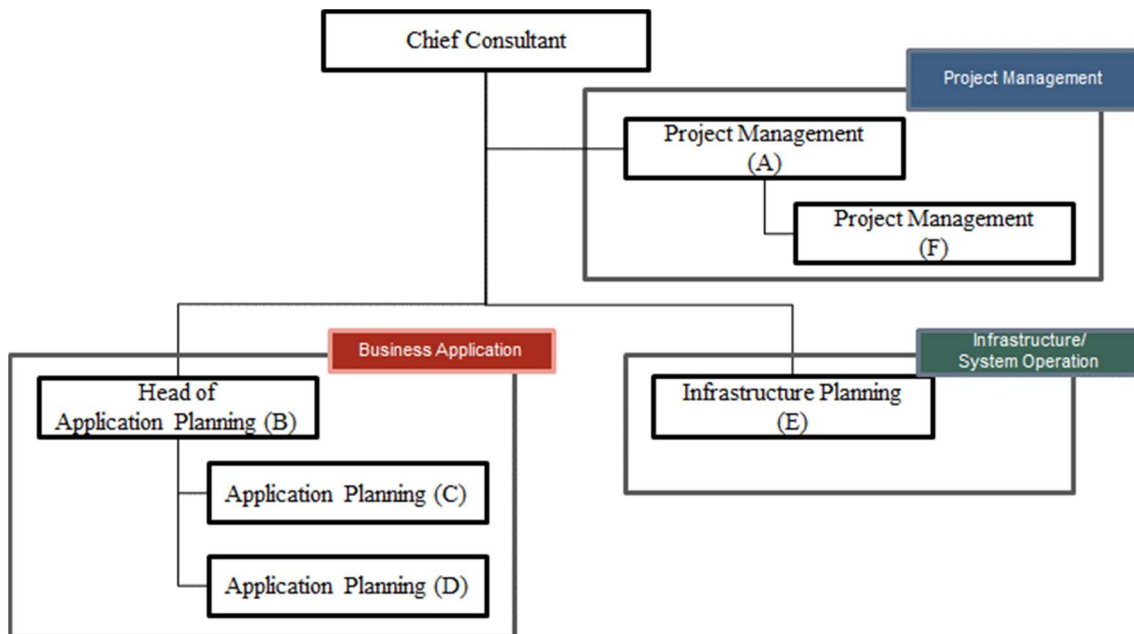 Chief Consultant
Project Management
Project Management
(A)
Project Management
(F)
Business Application
Head of
Application Planning (B)
Application Planning (C)
Application Planning (D)
Infrastructure/
System Operation
Infrastructure Planning
(E)